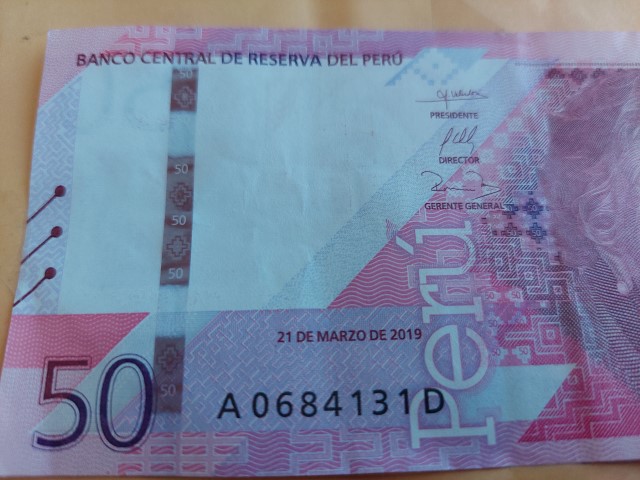 BANCO CENTRAL DE RESERVA DEL PERÚ
PRESIDENTE
DIRECTOR
GERENTE GENERAL
50
50
50
50
50
Perú
21 DE MARZO DE 2019
A0684131D
50